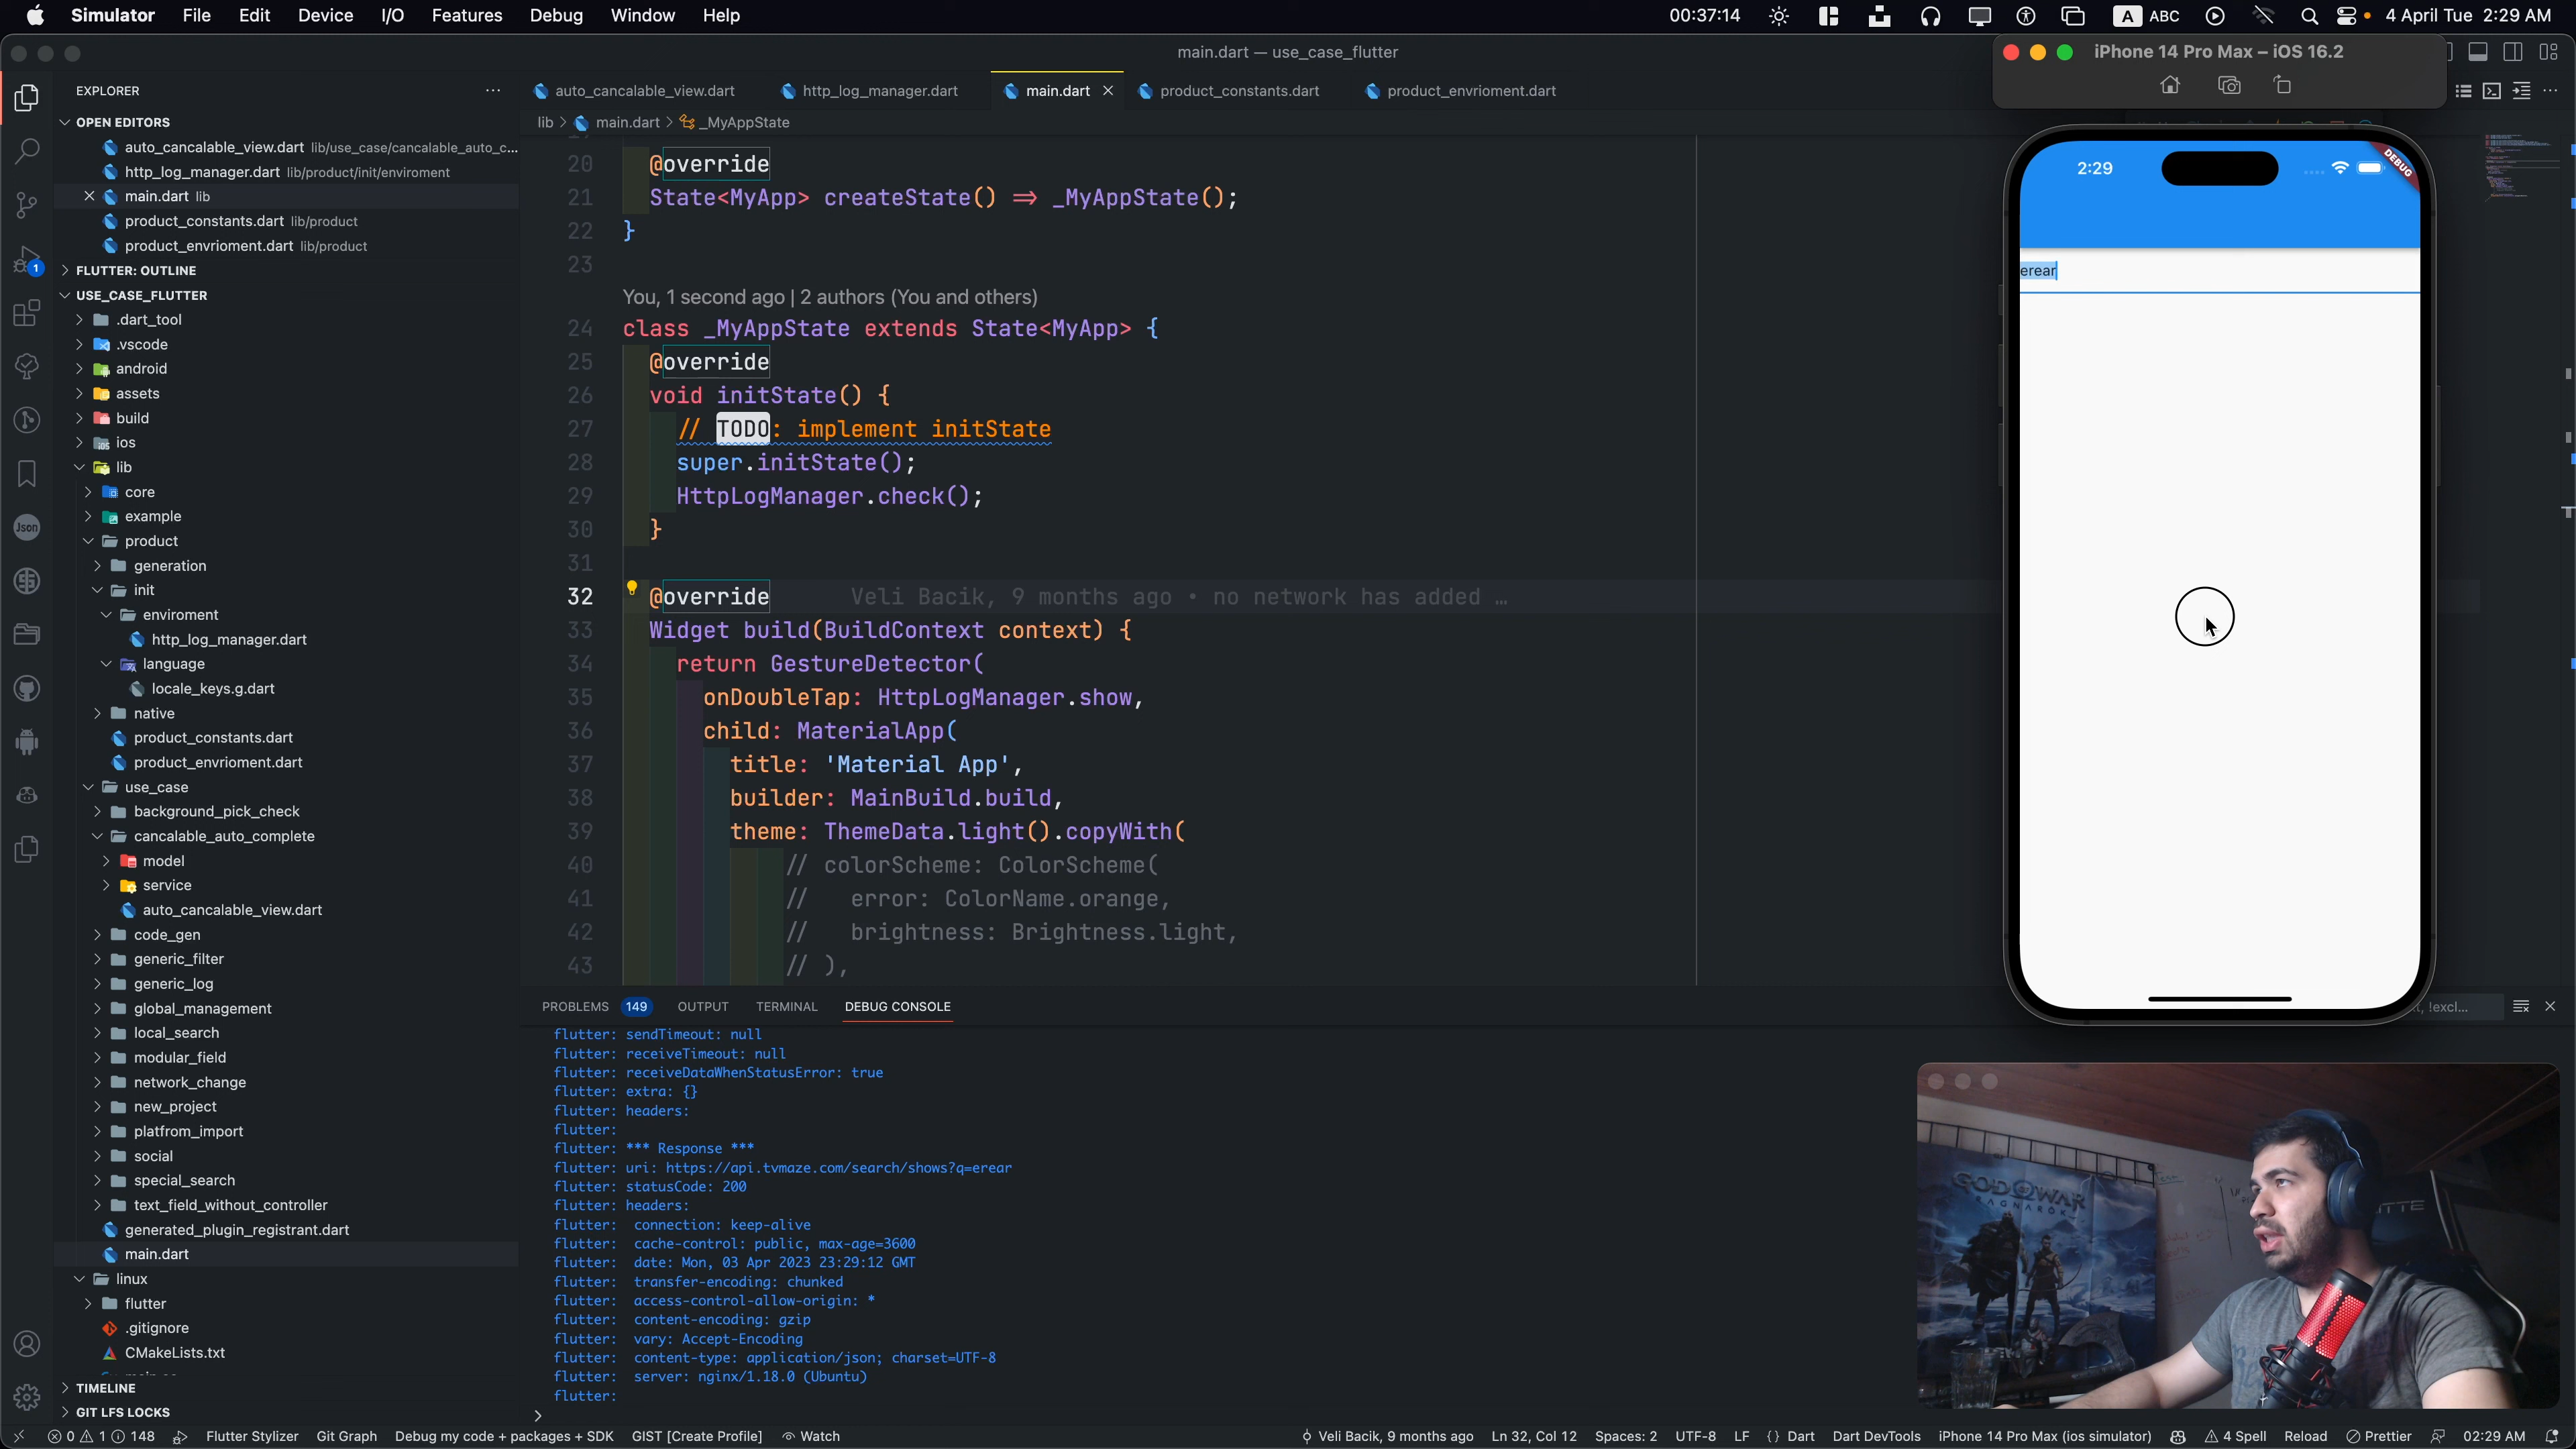 Simulator File Edit Device I/O Features Debug Window Help
00:37:14 A ABC 4 April Tue 2:29 AM
main.dart — use_case_flutter
iPhone 14 Pro Max – iOS 16.2
EXPLORER
auto_cancalable_view.dart http_log_manager.dart main.dart product_constants.dart product_envrioment.dart
lib > main.dart > _MyAppState
OPEN EDITORS
auto_cancalable_view.dart lib/use_case/cancalable_auto_c...
http_log_manager.dart lib/product/init/enviroment
main.dart lib
product_constants.dart lib/product
product_envrioment.dart lib/product
FLUTTER: OUTLINE
USE_CASE_FLUTTER
.dart_tool
.vscode
android
assets
build
ios
lib
core
example
product
generation
init
enviroment
http_log_manager.dart
language
locale_keys.g.dart
native
product_constants.dart
product_envrioment.dart
use_case
background_pick_check
cancalable_auto_complete
model
service
auto_cancalable_view.dart
code_gen
generic_filter
generic_log
global_management
local_search
modular_field
network_change
new_project
platfrom_import
social
special_search
text_field_without_controller
generated_plugin_registrant.dart
main.dart
linux
flutter
.gitignore
CMakeLists.txt
TIMELINE
GIT LFS LOCKS
1
Json
20 @override
21 State<MyApp> createState() => _MyAppState();
22 }
23
You, 1 second ago | 2 authors (You and others)
24 class _MyAppState extends State<MyApp> {
25 @override
26 void initState() {
27 // TODO: implement initState
28 super.initState();
29 HttpLogManager.check();
30 }
31
32 @override Veli Bacik, 9 months ago • no network has added …
33 Widget build(BuildContext context) {
34 return GestureDetector(
35 onDoubleTap: HttpLogManager.show,
36 child: MaterialApp(
37 title: 'Material App',
38 builder: MainBuild.build,
39 theme: ThemeData.light().copyWith(
40 // colorScheme: ColorScheme(
41 // error: ColorName.orange,
42 // brightness: Brightness.light,
43 // ),
PROBLEMS 149 OUTPUT TERMINAL DEBUG CONSOLE
!excl...
flutter: sendTimeout: null
flutter: receiveTimeout: null
flutter: receiveDataWhenStatusError: true
flutter: extra: {}
flutter: headers:
flutter:
flutter: *** Response ***
flutter: uri: https://api.tvmaze.com/search/shows?q=erear
flutter: statusCode: 200
flutter: headers:
flutter: connection: keep-alive
flutter: cache-control: public, max-age=3600
flutter: date: Mon, 03 Apr 2023 23:29:12 GMT
flutter: transfer-encoding: chunked
flutter: access-control-allow-origin: *
flutter: content-encoding: gzip
flutter: vary: Accept-Encoding
flutter: content-type: application/json; charset=UTF-8
flutter: server: nginx/1.18.0 (Ubuntu)
flutter:
2:29
DEBUG
erear
GOD OF WAR
RAGNARÖK
0 1 148 Flutter Stylizer Git Graph Debug my code + packages + SDK GIST [Create Profile] Watch
Veli Bacik, 9 months ago Ln 32, Col 12 Spaces: 2 UTF-8 LF {} Dart Dart DevTools iPhone 14 Pro Max (ios simulator) 4 Spell Reload Prettier 02:29 AM